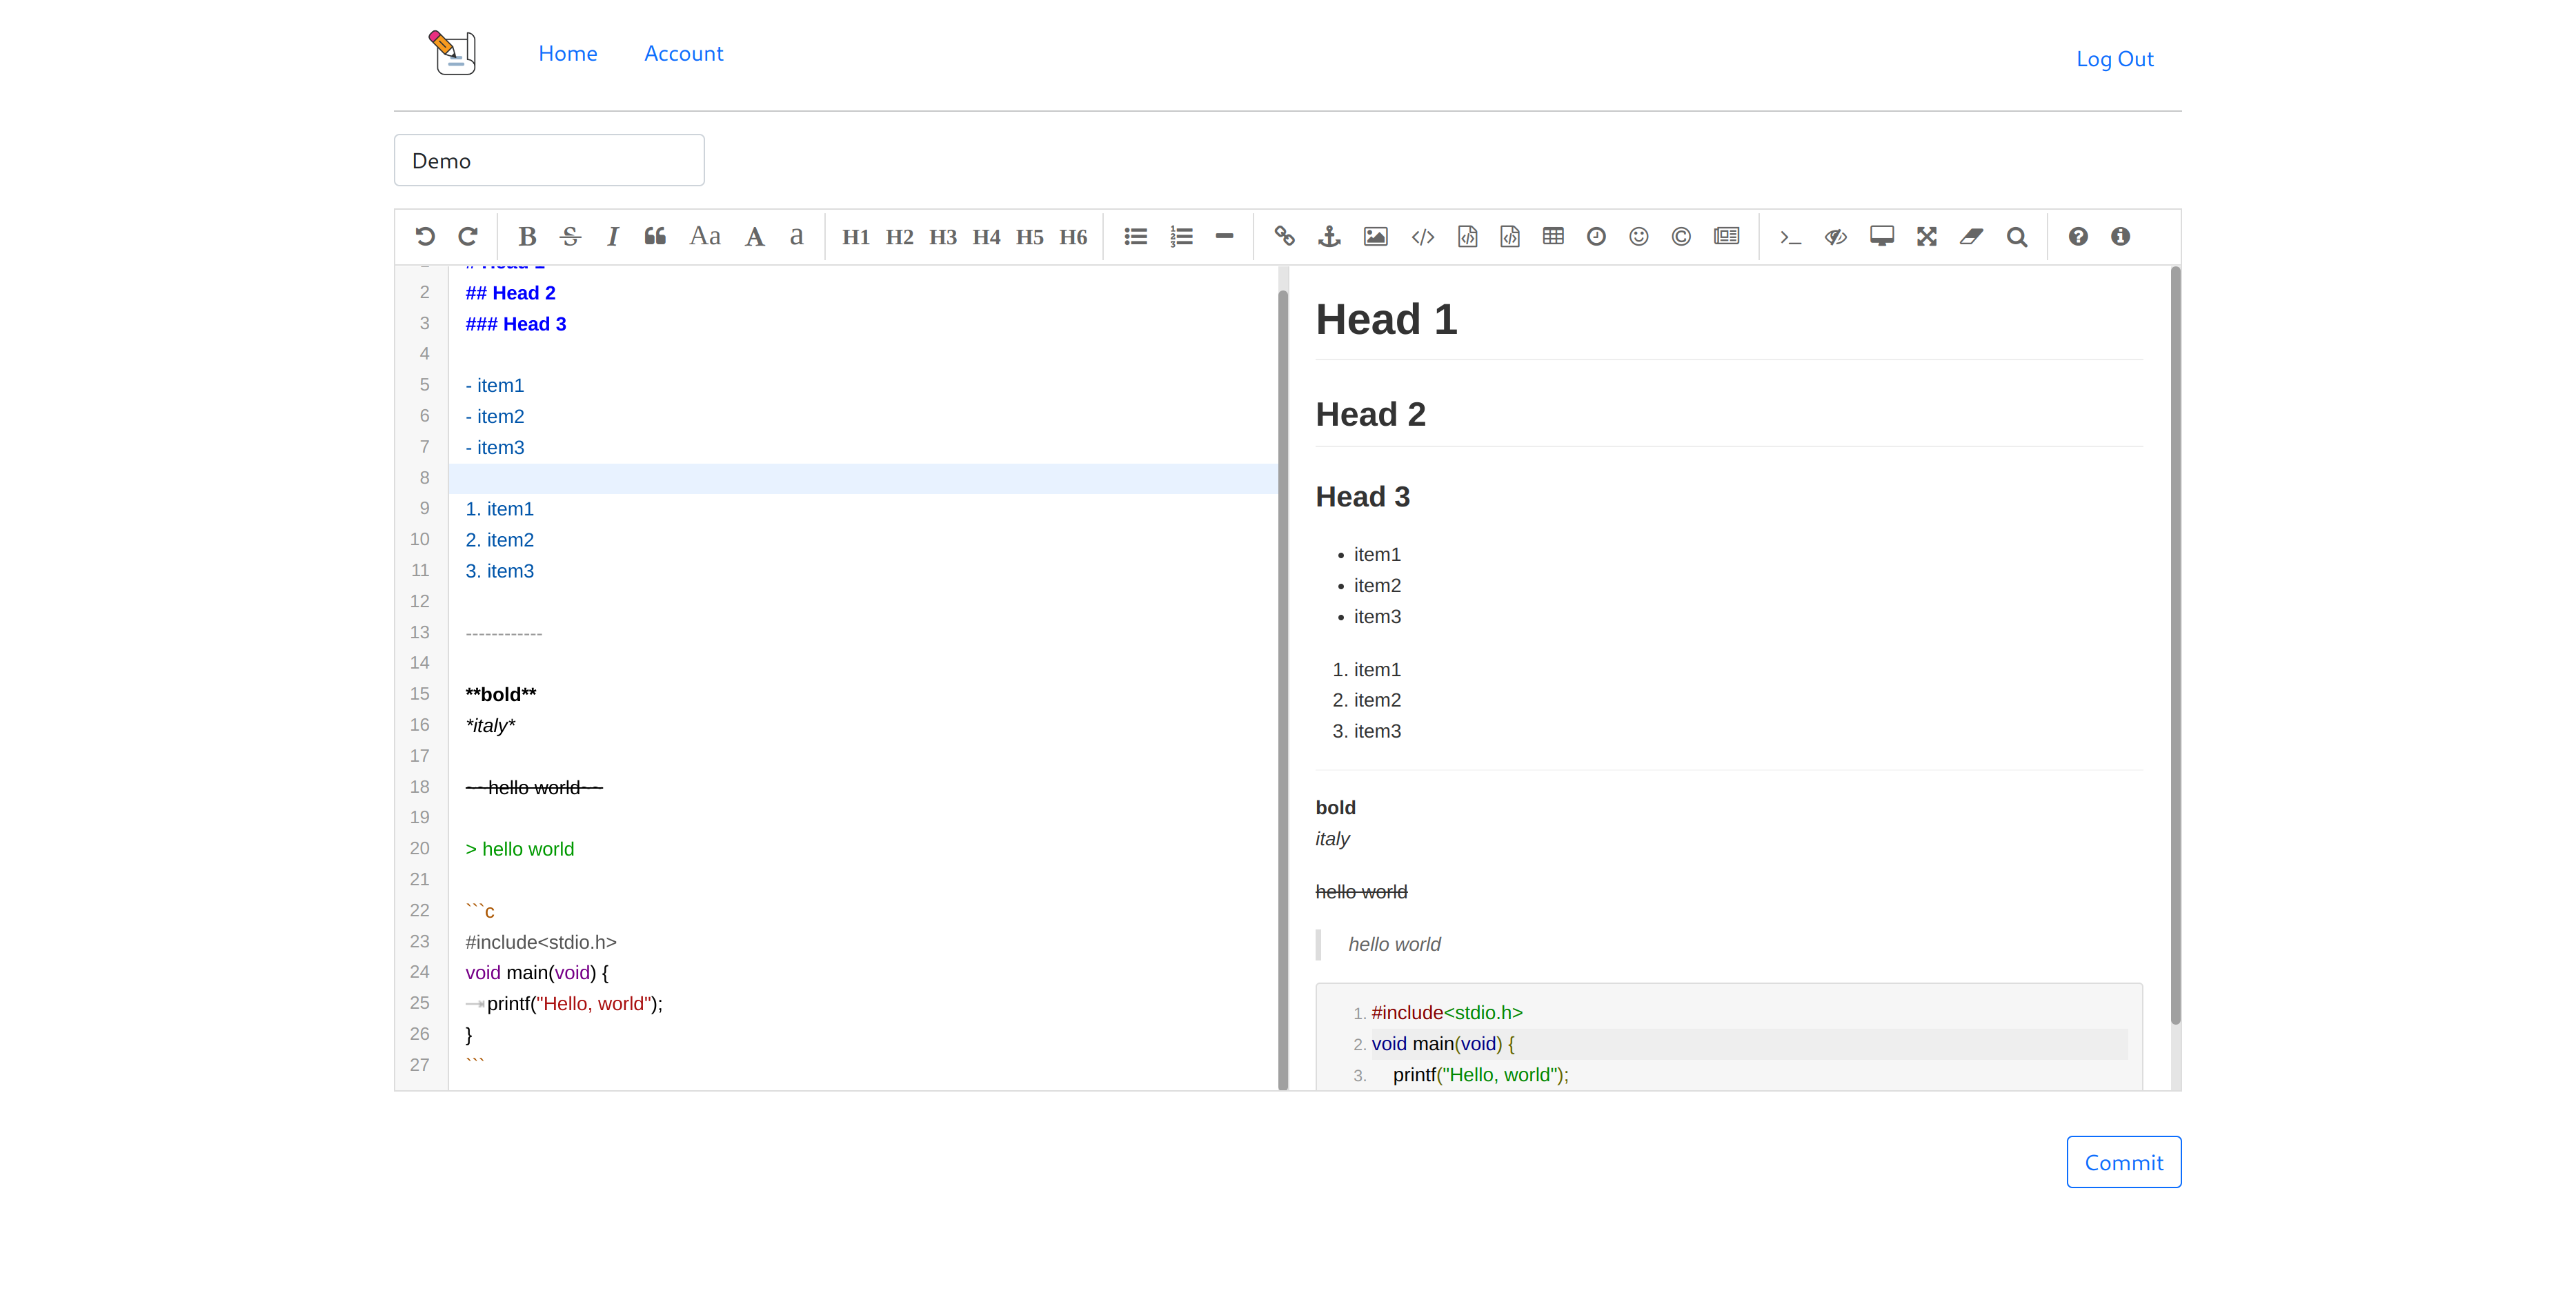 Home Account Log Out
Demo
B S I Aa A a H1 H2 H3 H4 H5 H6
# Head 1
2 ## Head 2
3 ### Head 3
4
5 - item1
6 - item2
7 - item3
8
9 1. item1
10 2. item2
11 3. item3
12
13 ------------
14
15 **bold**
16 *italy*
17
18 ~~hello world~~
19
20 > hello world
21
22 ```c
23 #include<stdio.h>
24 void main(void) {
25 printf("Hello, world");
26 }
27 ```
Head 1
Head 2
Head 3
• item1
• item2
• item3
1. item1
2. item2
3. item3
bold
italy
hello world
hello world
1. #include<stdio.h>
2. void main(void) {
3. printf("Hello, world");
Commit